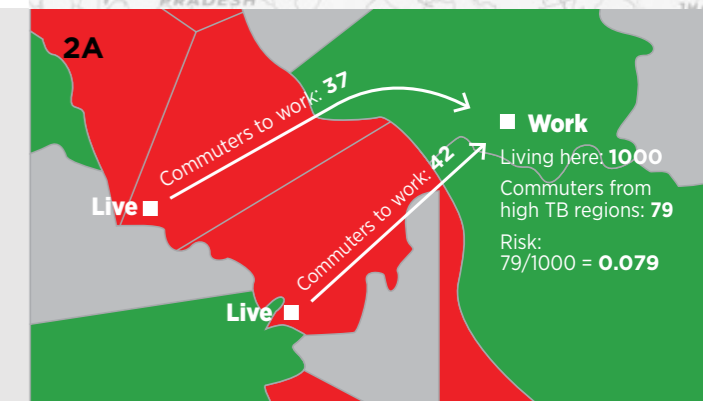 PRADESH
2A
Commuters to work: 37
Work
Living here: 1000
Commuters from
high TB regions: 79
Risk:
79/1000 = 0.079
Live
Commuters to work: 42
Live